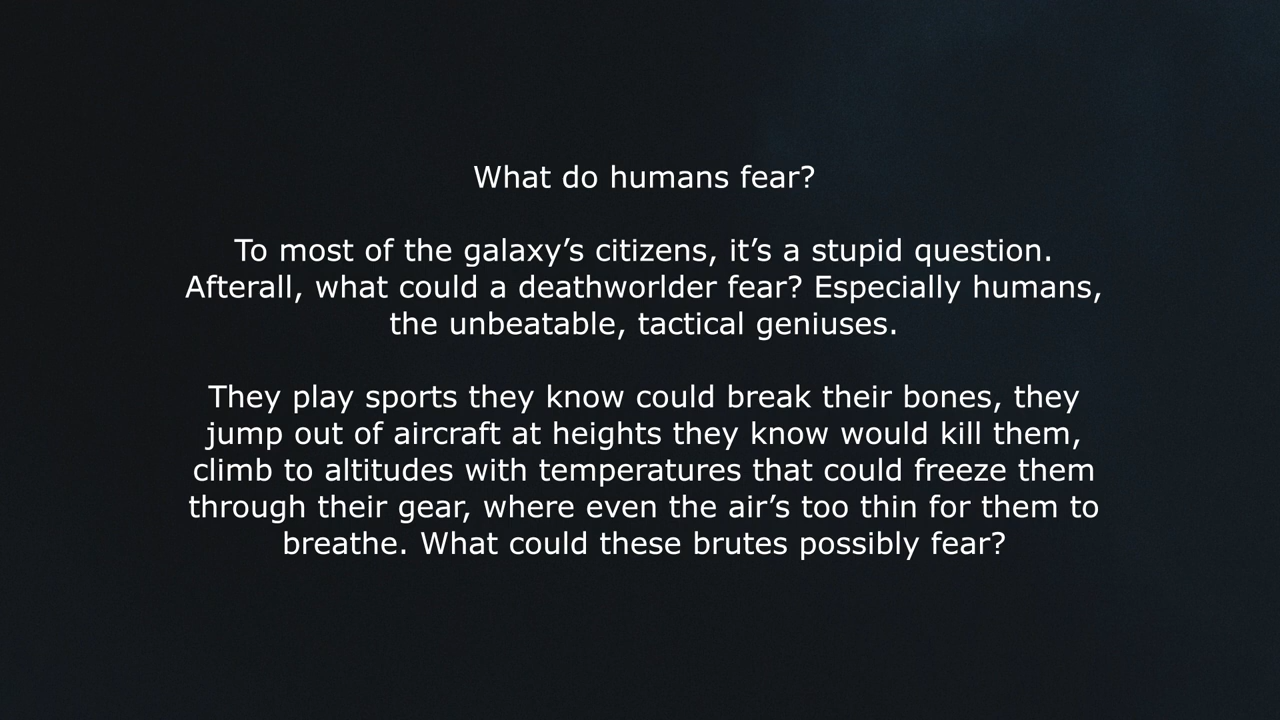 What do humans fear?
To most of the galaxy’s citizens, it’s a stupid question.
Afterall, what could a deathworlder fear? Especially humans,
the unbeatable, tactical geniuses.
They play sports they know could break their bones, they
jump out of aircraft at heights they know would kill them,
climb to altitudes with temperatures that could freeze them
through their gear, where even the air’s too thin for them to
breathe. What could these brutes possibly fear?